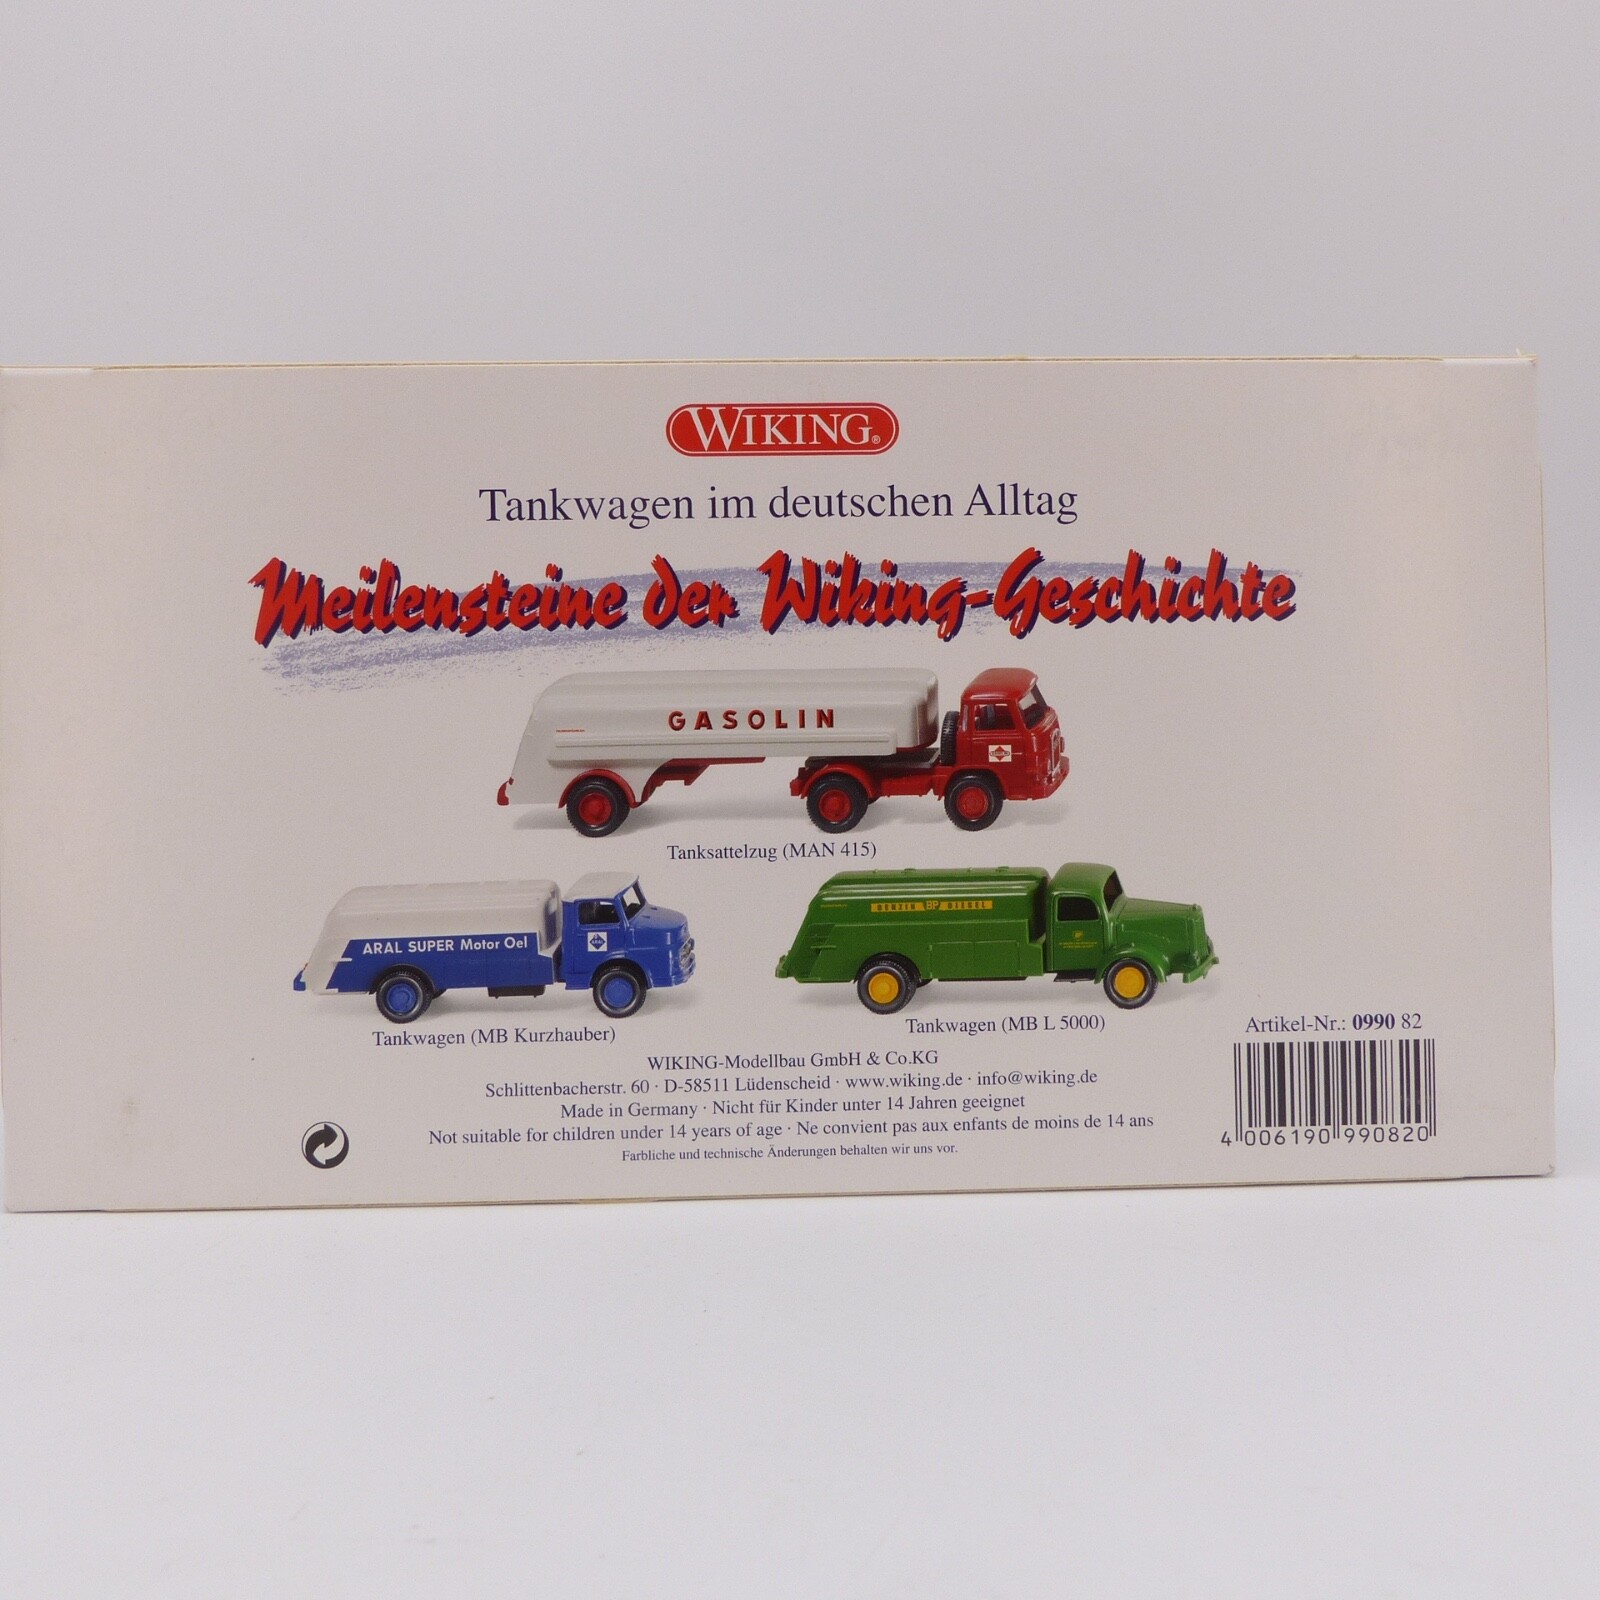 WIKING®
Tankwagen im deutschen Alltag
Meilensteine der Wiking-Geschichte
GASOLIN
Tanksattelzug (MAN 415)
ARAL SUPER Motor Oel
ARAL
BENZIN BP DIESEL
BP
Tankwagen (MB Kurzhauber)
Tankwagen (MB L 5000)
Artikel-Nr.: 0990 82
WIKING-Modellbau GmbH & Co.KG
Schlittenbacherstr. 60 · D-58511 Lüdenscheid · www.wiking.de · info@wiking.de
Made in Germany · Nicht für Kinder unter 14 Jahren geeignet
Not suitable for children under 14 years of age · Ne convient pas aux enfants de moins de 14 ans
Farbliche und technische Änderungen behalten wir uns vor.
4 006190 990820